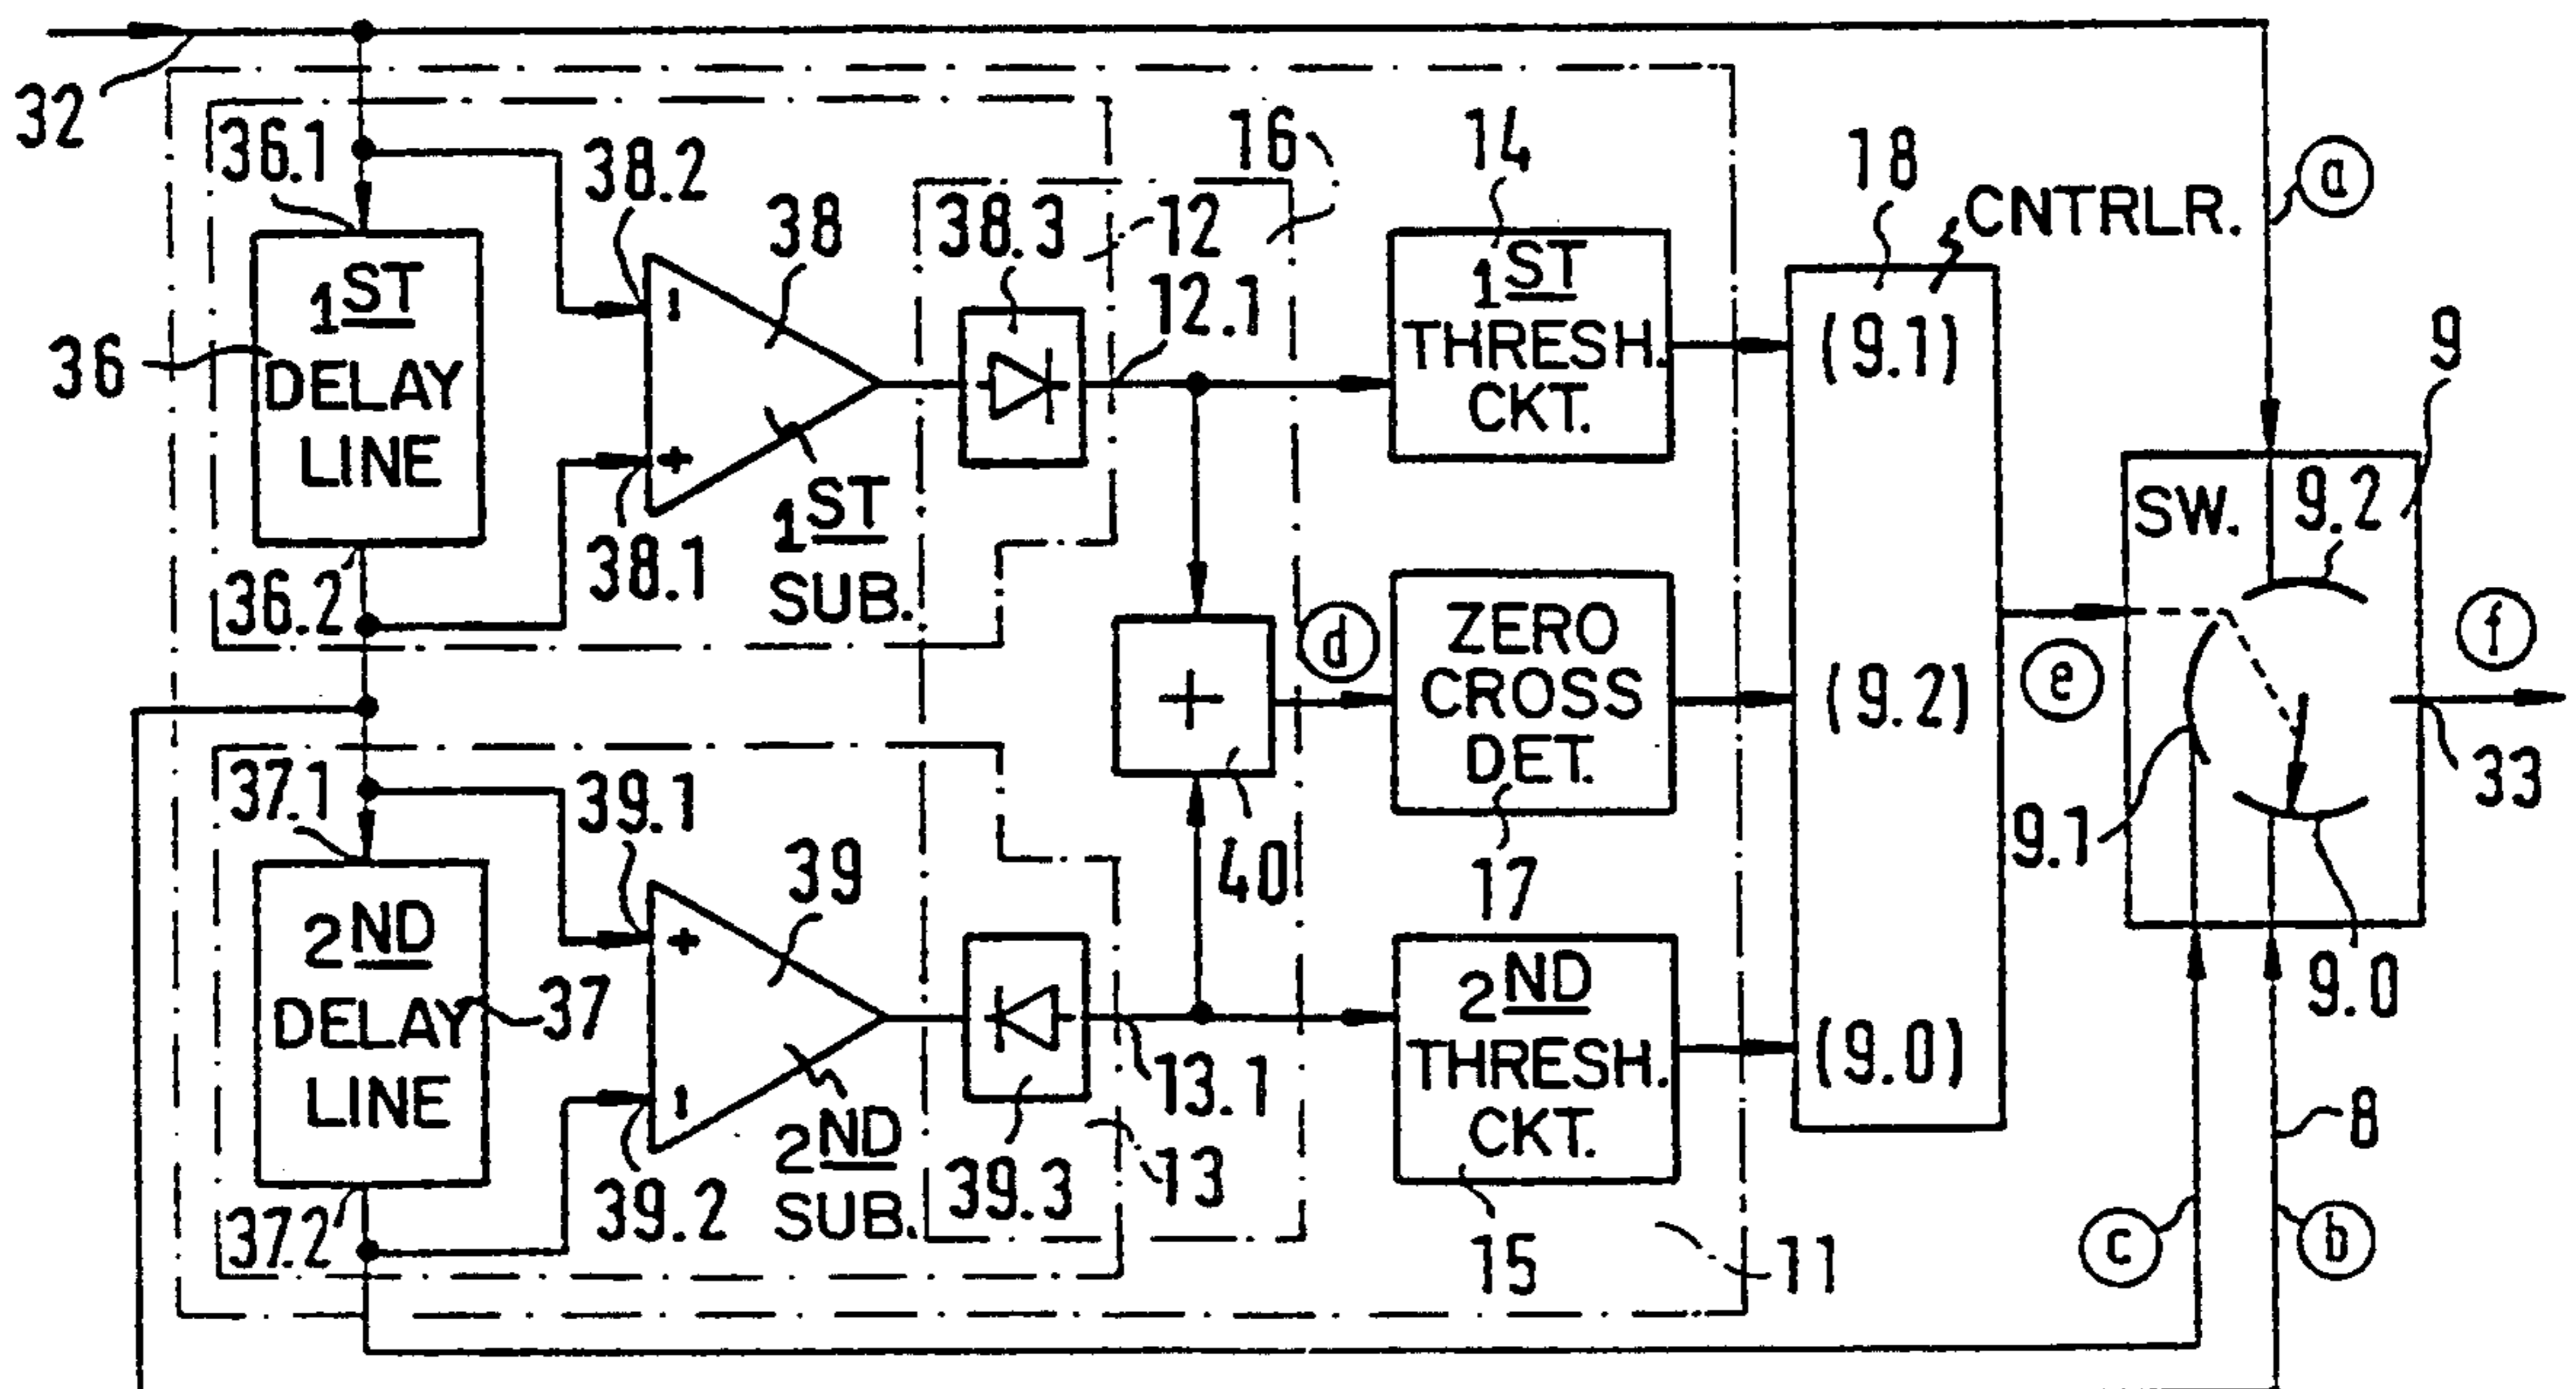 32
36.1
38.2
38
38.3
12
16
14
18
CNTRLR.
a
12.1
1ST
DELAY
LINE
36
-
+
1ST
SUB.
1ST
THRESH.
CKT.
(9.1)
9
SW.
9.2
36.2
38.1
+
d
ZERO
CROSS
DET.
(9.2)
e
f
33
9.1
37.1
39.1
39
40
17
2ND
DELAY
LINE
37
+
-
2ND
SUB.
13.1
2ND
THRESH.
CKT.
(9.0)
9.0
8
37.2
39.2
39.3
13
15
11
c
b